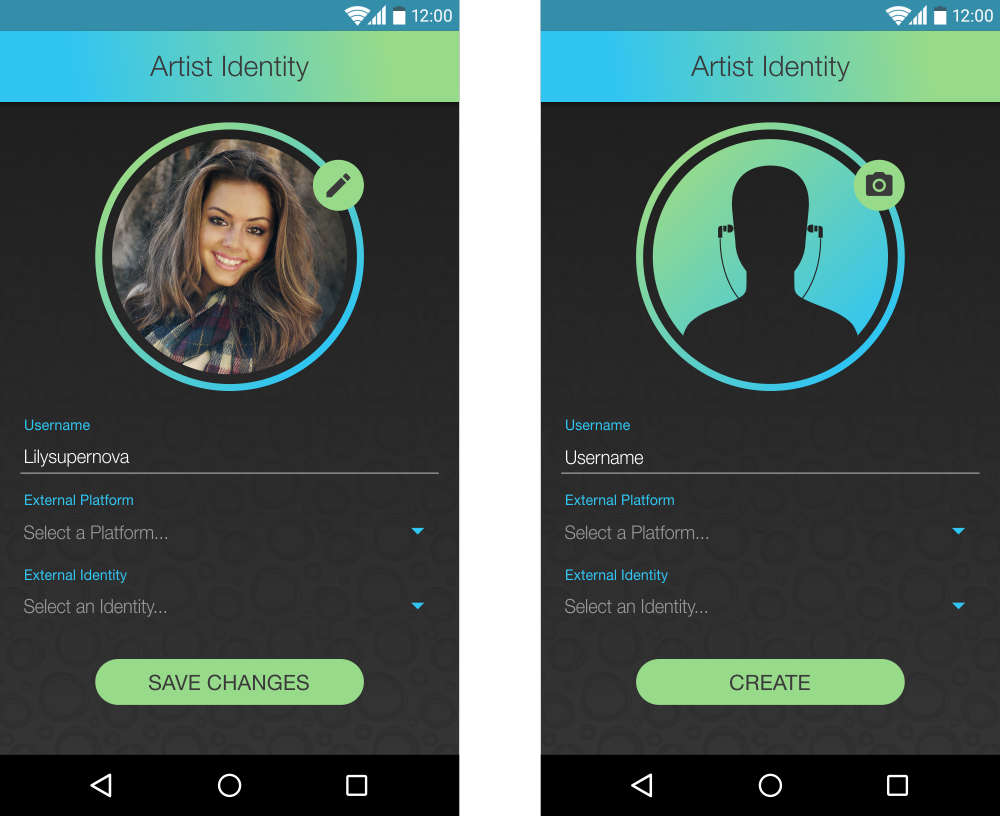 12:00
Artist Identity
Username
Lilysupernova
External Platform
Select a Platform...
External Identity
Select an Identity...
SAVE CHANGES
12:00
Artist Identity
Username
Username
External Platform
Select a Platform...
External Identity
Select an Identity...
CREATE